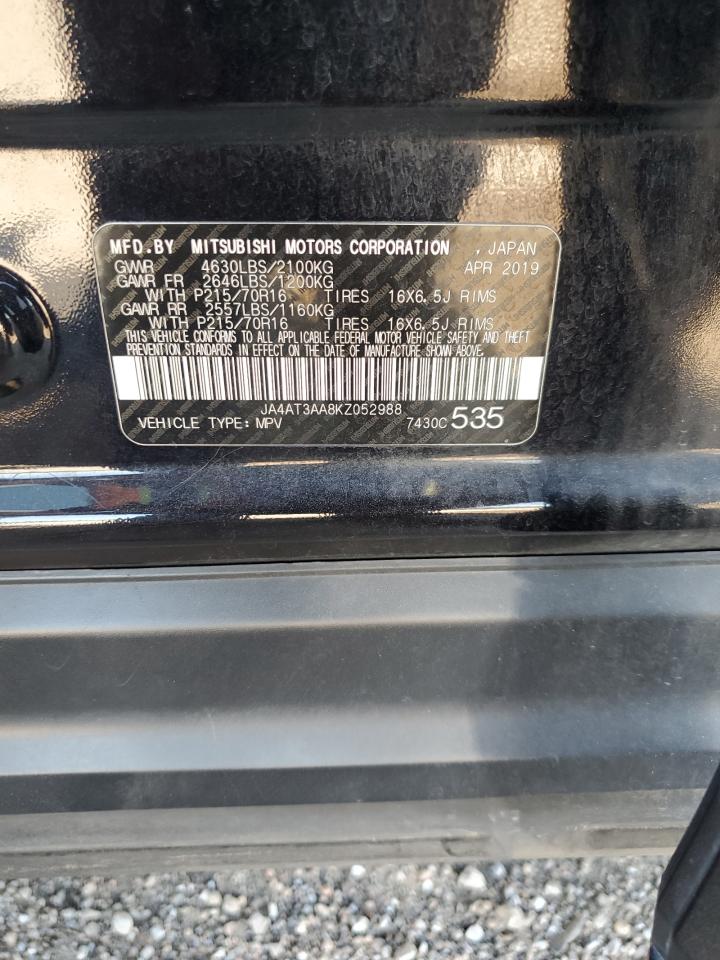 MFD.BY MITSUBISHI MOTORS CORPORATION , JAPAN
GVWR 4630LBS/2100KG APR 2019
GAWR FR 2646LBS/1200KG
WITH P215/70R16 TIRES 16X6.5J RIMS
GAWR RR 2557LBS/1160KG
WITH P215/70R16 TIRES 16X6.5J RIMS
THIS VEHICLE CONFORMS TO ALL APPLICABLE FEDERAL MOTOR VEHICLE SAFETY AND THEFT
PREVENTION STANDARDS IN EFFECT ON THE DATE OF MANUFACTURE SHOWN ABOVE.
JA4AT3AA8KZ052988
VEHICLE TYPE: MPV 7430C 535